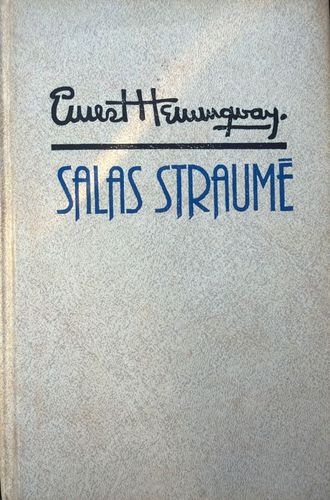 Ernest Hemingway.
SALAS STRAUMĒ